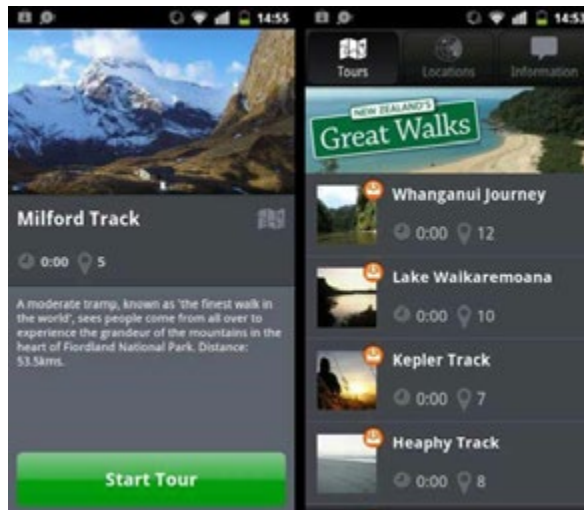 14:55
Milford Track
0:00 5
A moderate tramp, known as 'the finest walk in
the world', sees people come from all over to
experience the grandeur of the mountains in the
heart of Fiordland National Park. Distance:
53.5kms.
Start Tour
14:53
Tours Locations Information
NEW ZEALAND'S
Great Walks
Whanganui Journey
0:00 12
Lake Waikaremoana
0:00 10
Kepler Track
0:00 7
Heaphy Track
0:00 8